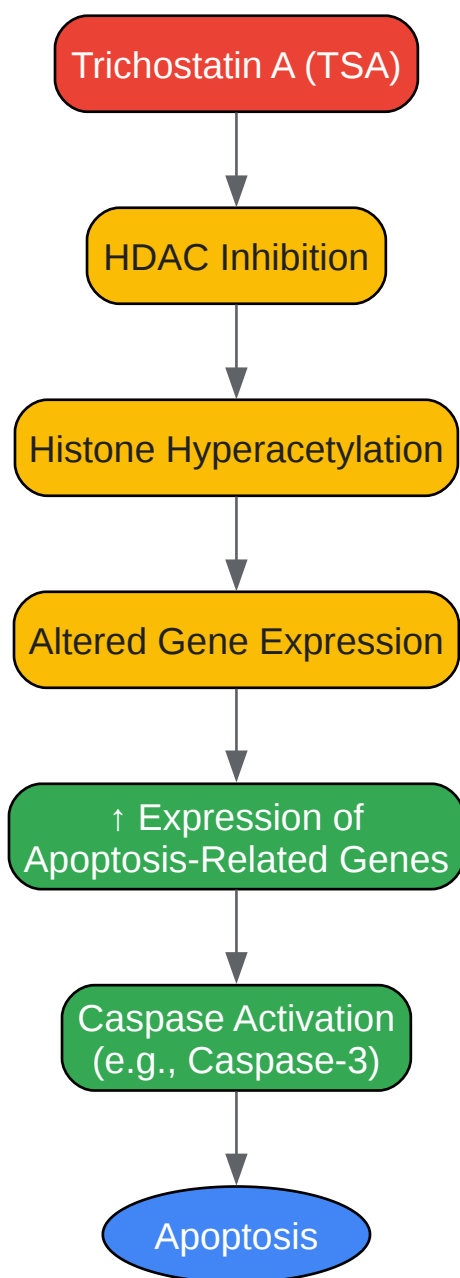 Trichostatin A (TSA)
HDAC Inhibition
Histone Hyperacetylation
Altered Gene Expression
↑ Expression of
Apoptosis-Related Genes
Caspase Activation
(e.g., Caspase-3)
Apoptosis